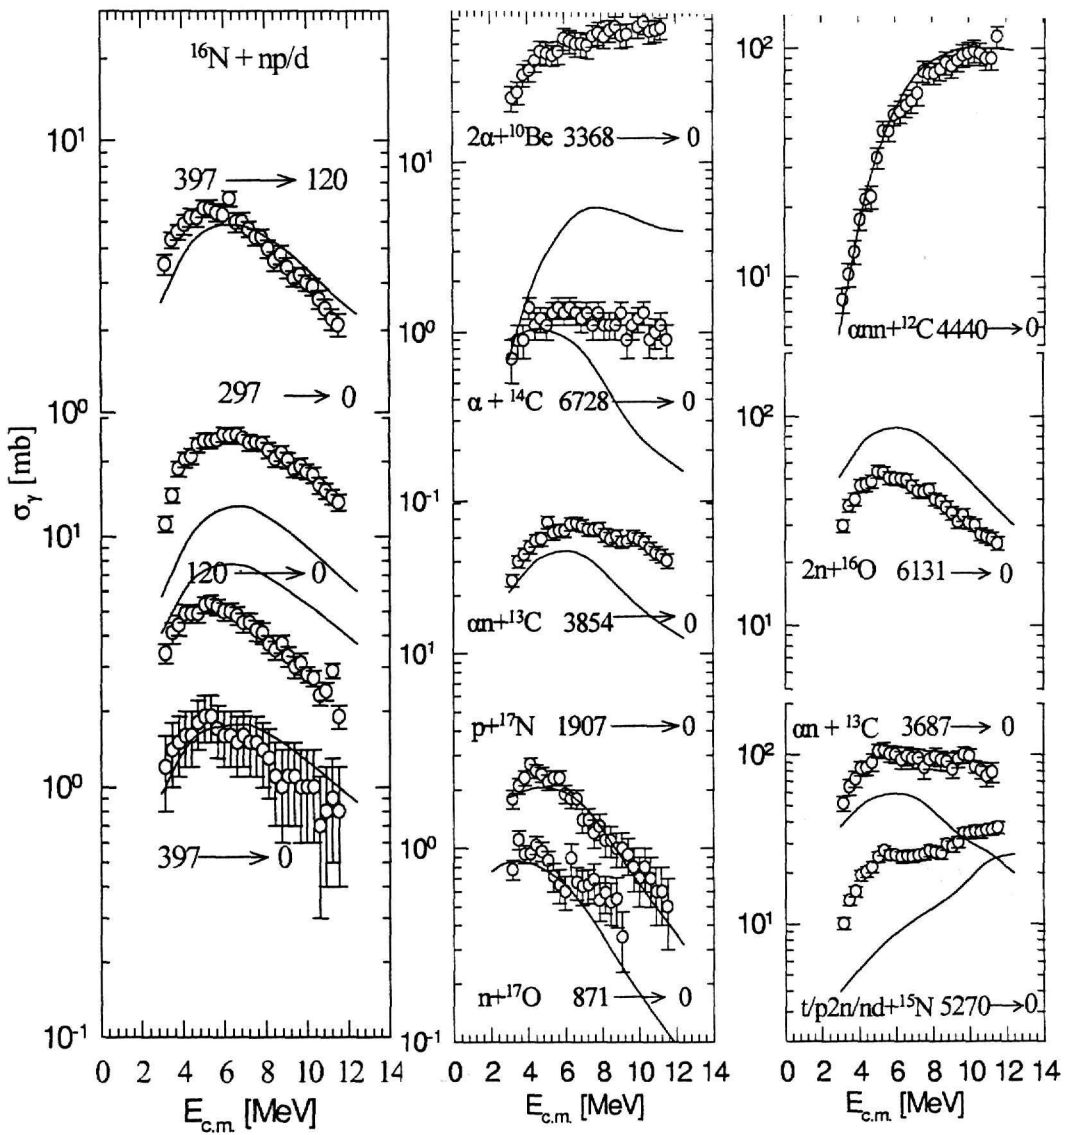 ¹⁶N + np/d
10¹
397 → 120
297 → 0
10⁰
σγ [mb]
10¹
120 → 0
10⁰
397 → 0
10⁻¹
0 2 4 6 8 10 12 14
E c.m. [MeV]
2α+¹⁰Be 3368 → 0
10¹
10⁰
α + ¹⁴C 6728 → 0
10⁻¹
αn+¹³C 3854 → 0
10¹
p+¹⁷N 1907 → 0
10⁰
n+¹⁷O 871 → 0
10⁻¹
0 2 4 6 8 10 12 14
E c.m. [MeV]
10²
10¹
αnn+¹²C 4440 → 0
10²
2n+¹⁶O 6131 → 0
10¹
αn + ¹³C 3687 → 0
10²
10¹
t/p2n/nd+¹⁵N 5270 → 0
0 2 4 6 8 10 12 14
E c.m. [MeV]